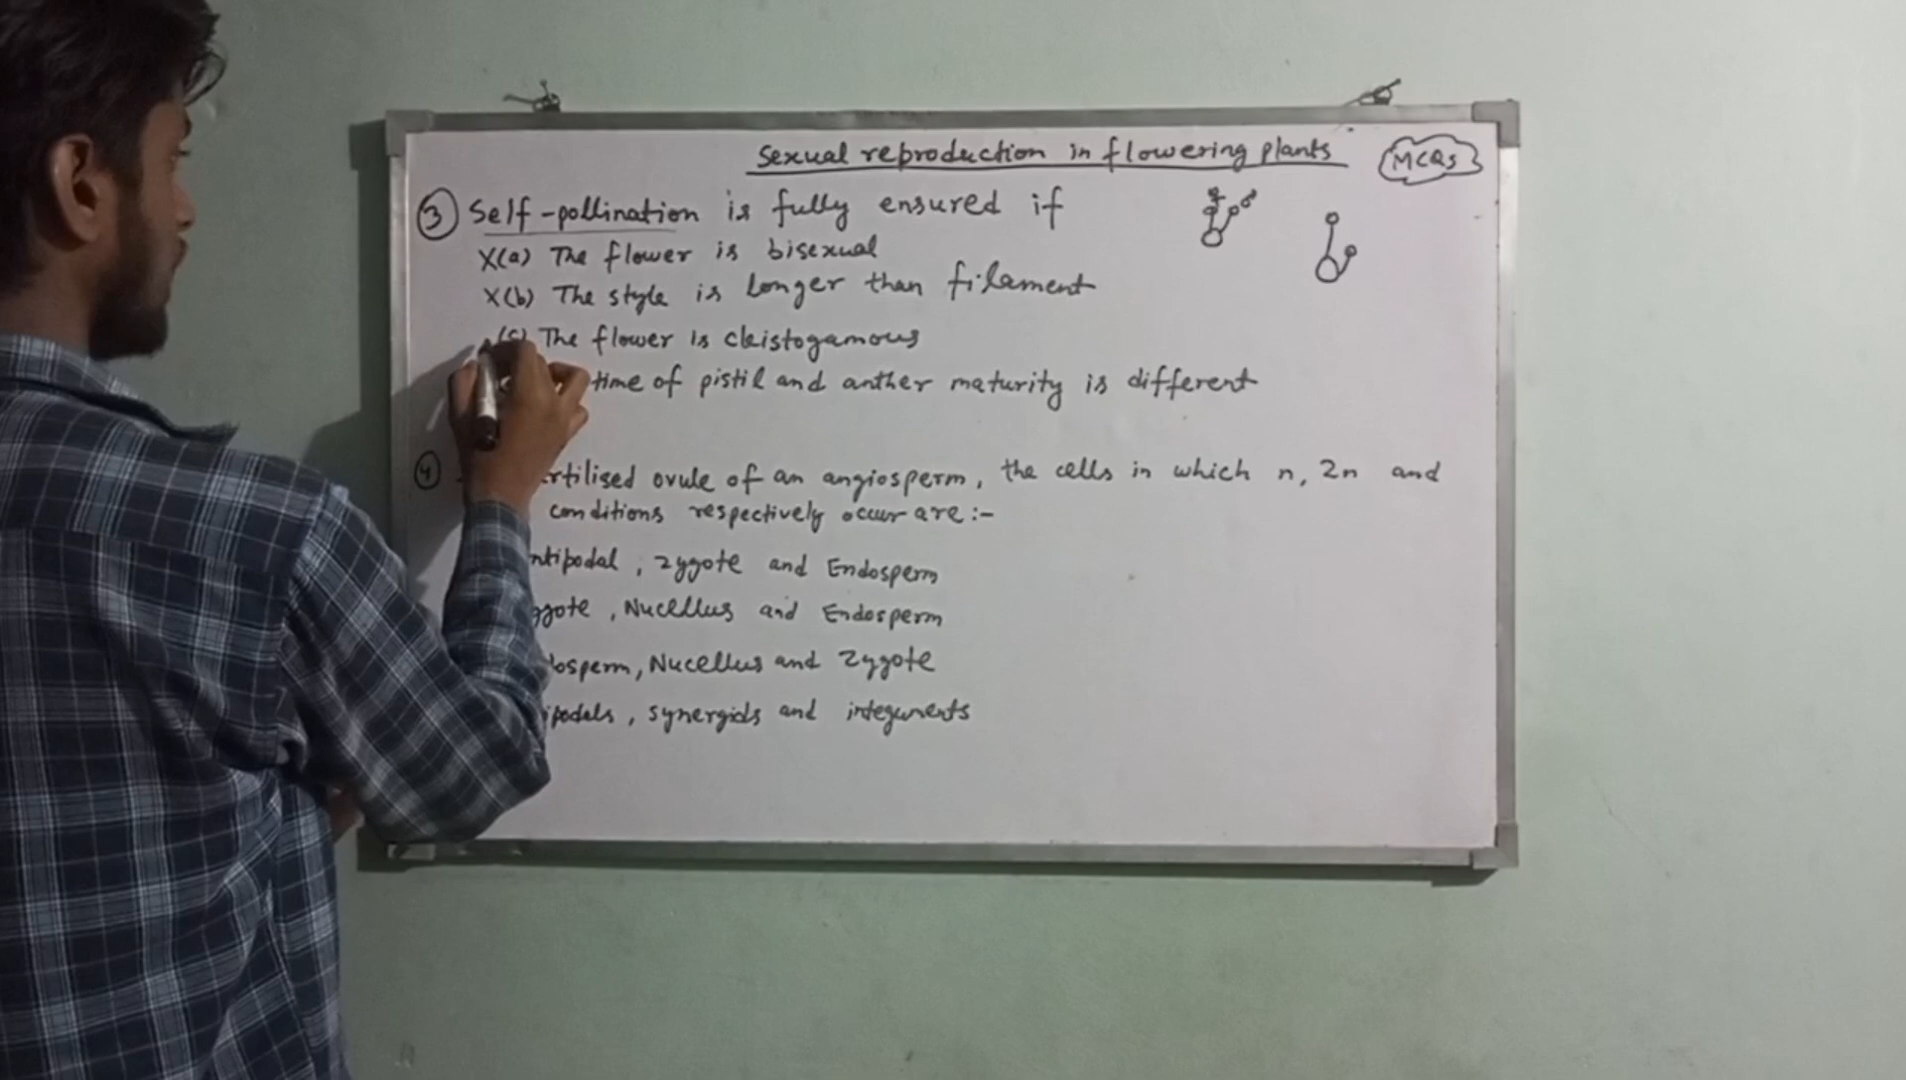 Sexual reproduction in flowering plants
MCQs
③ Self-pollination is fully ensured if
X(a) The flower is bisexual
X(b) The style is longer than filament
(c) The flower is cleistogamous
time of pistil and anther maturity is different
④ rtilised ovule of an angiosperm, the cells in which n, 2n and
conditions respectively occur are :-
ntipodal, zygote and Endosperm
ygote, Nucellus and Endosperm
dosperm, Nucellus and Zygote
ipodals, synergids and integuments